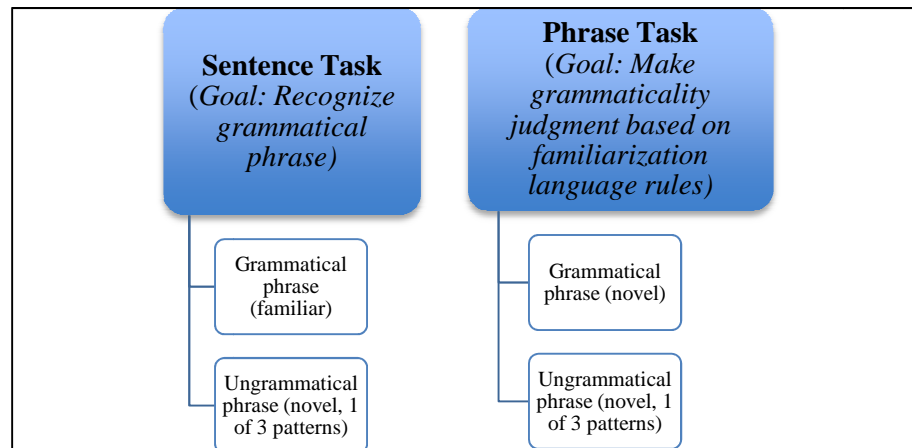 Sentence Task
(Goal: Recognize
grammatical
phrase)
Grammatical
phrase
(familiar)
Ungrammatical
phrase (novel, 1
of 3 patterns)
Phrase Task
(Goal: Make
grammaticality
judgment based on
familiarization
language rules)
Grammatical
phrase (novel)
Ungrammatical
phrase (novel, 1
of 3 patterns)